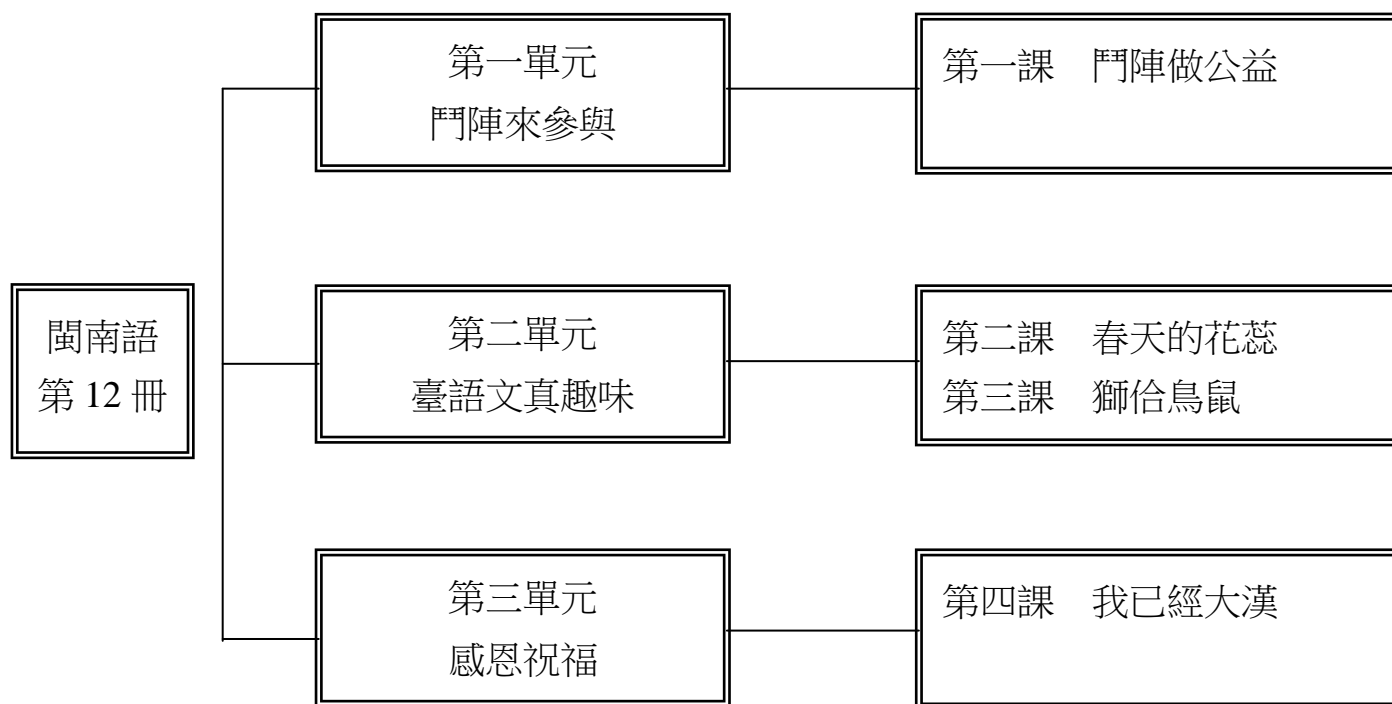 閩南語
第 12 冊
第一單元
鬥陣來參與
第一課　鬥陣做公益
第二單元
臺語文真趣味
第二課　春天的花蕊
第三課　獅佮鳥鼠
第三單元
感恩祝福
第四課　我已經大漢